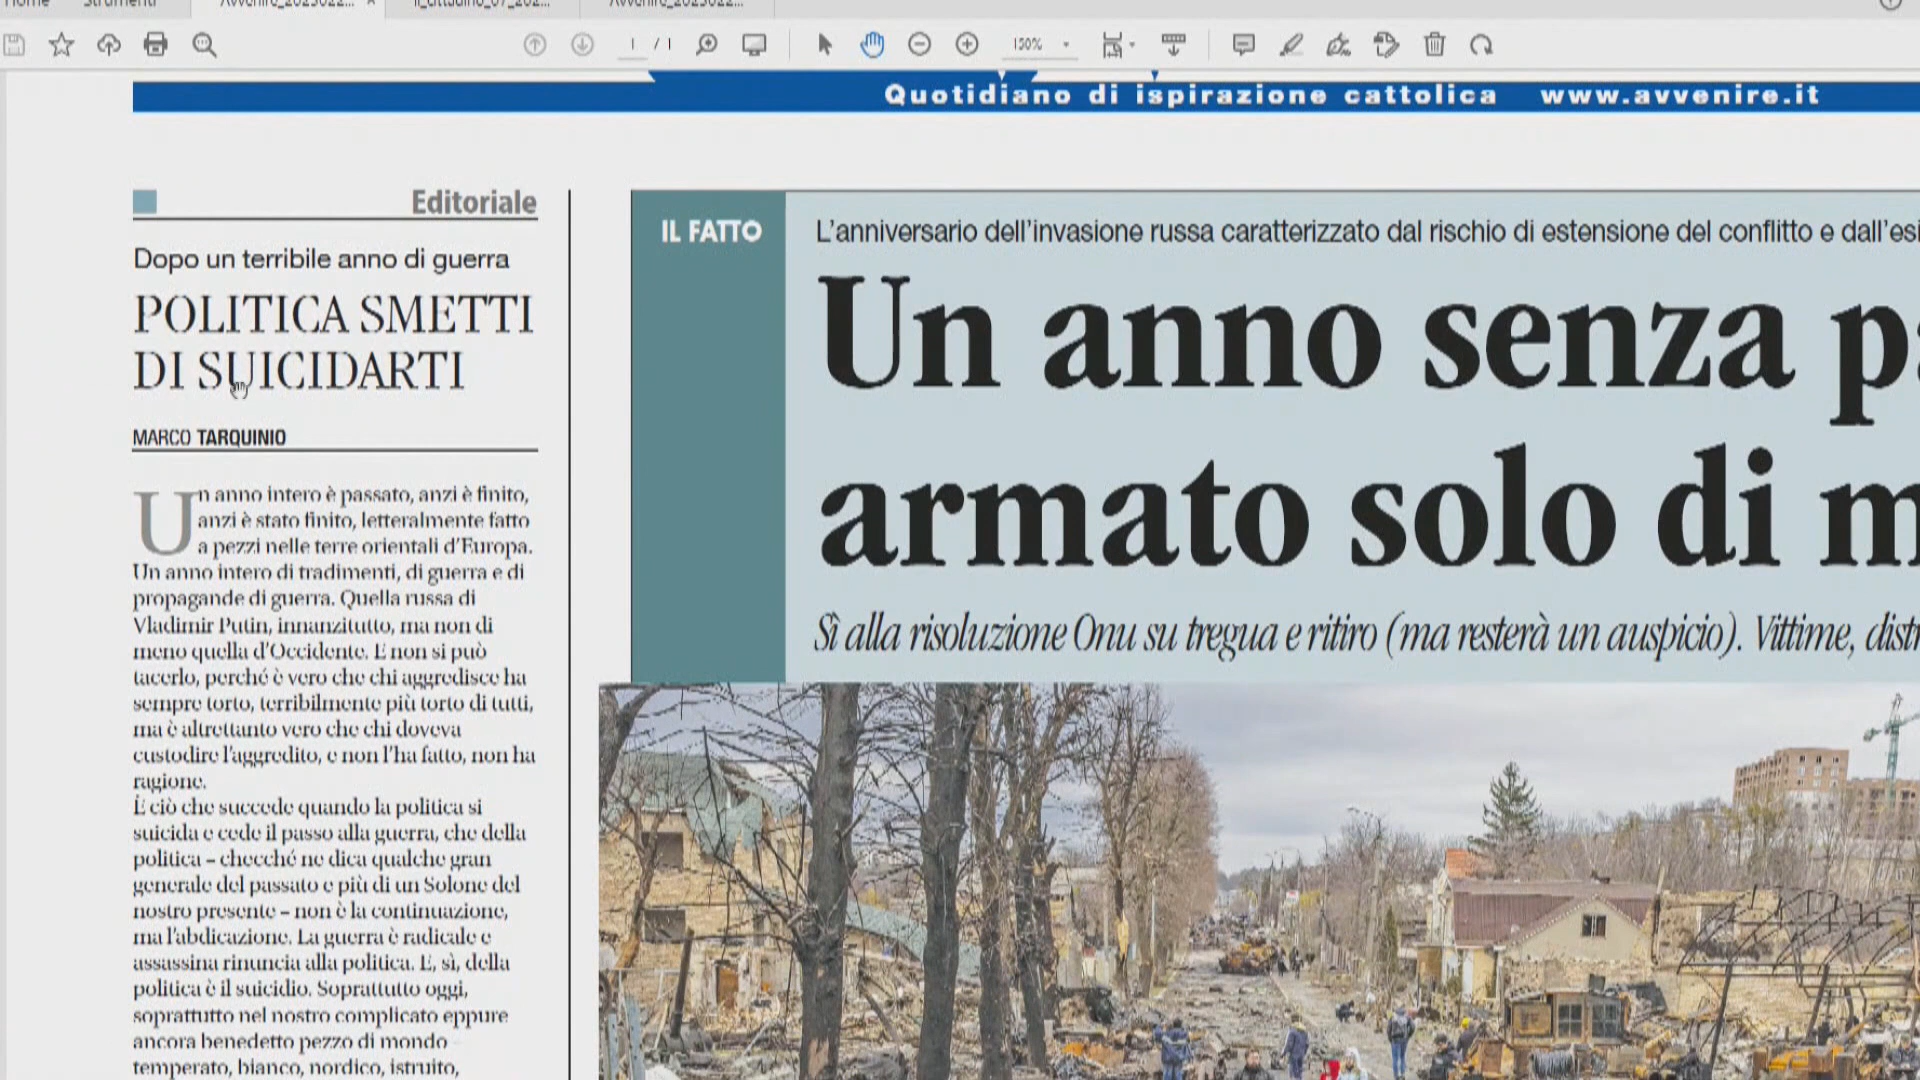 Home
Strumenti
1 / 1
150%
Quotidiano di ispirazione cattolica www.avvenire.it
Editoriale
Dopo un terribile anno di guerra
POLITICA SMETTI
DI SUICIDARTI
MARCO TARQUINIO
Un anno intero è passato, anzi è finito,
anzi è stato finito, letteralmente fatto
a pezzi nelle terre orientali d'Europa.
Un anno intero di tradimenti, di guerra e di
propagande di guerra. Quella russa di
Vladimir Putin, innanzitutto, ma non di
meno quella d'Occidente. E non si può
tacerlo, perché è vero che chi aggredisce ha
sempre torto, terribilmente più torto di tutti,
ma è altrettanto vero che chi doveva
custodire l'aggredito, e non l'ha fatto, non ha
ragione.
È ciò che succede quando la politica si
suicida e cede il passo alla guerra, che della
politica – checché ne dica qualche gran
generale del passato e più di un Solone del
nostro presente – non è la continuazione,
ma l'abdicazione. La guerra è radicale e
assassina rinuncia alla politica. E, sì, della
politica è il suicidio. Soprattutto oggi,
soprattutto nel nostro complicato eppure
ancora benedetto pezzo di mondo
temperato, bianco, nordico, istruito,
IL FATTO
L'anniversario dell'invasione russa caratterizzato dal rischio di estensione del conflitto e dall'esi
Un anno senza pa
armato solo di m
Sì alla risoluzione Onu su tregua e ritiro (ma resterà un auspicio). Vittime, distr